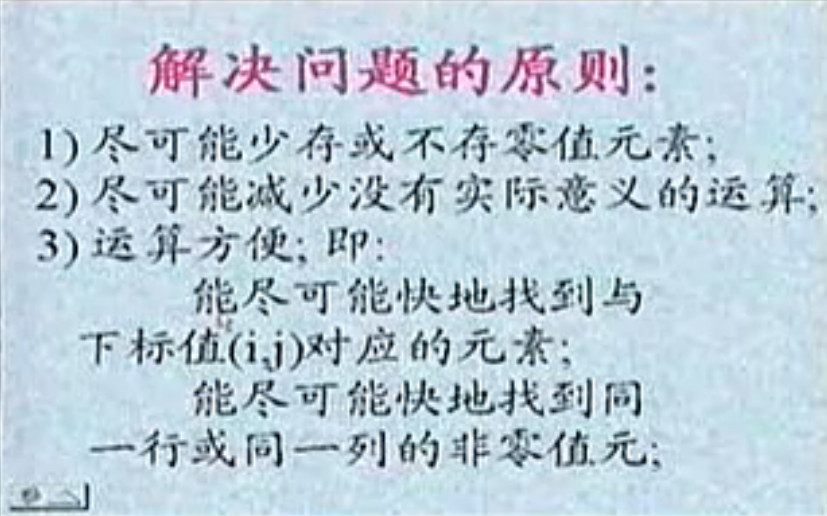 解决问题的原则:
1) 尽可能少存或不存零值元素;
2) 尽可能减少没有实际意义的运算;
3) 运算方便; 即:
能尽可能快地找到与
下标值(i,j)对应的元素;
能尽可能快地找到同
一行或同一列的非零值元;